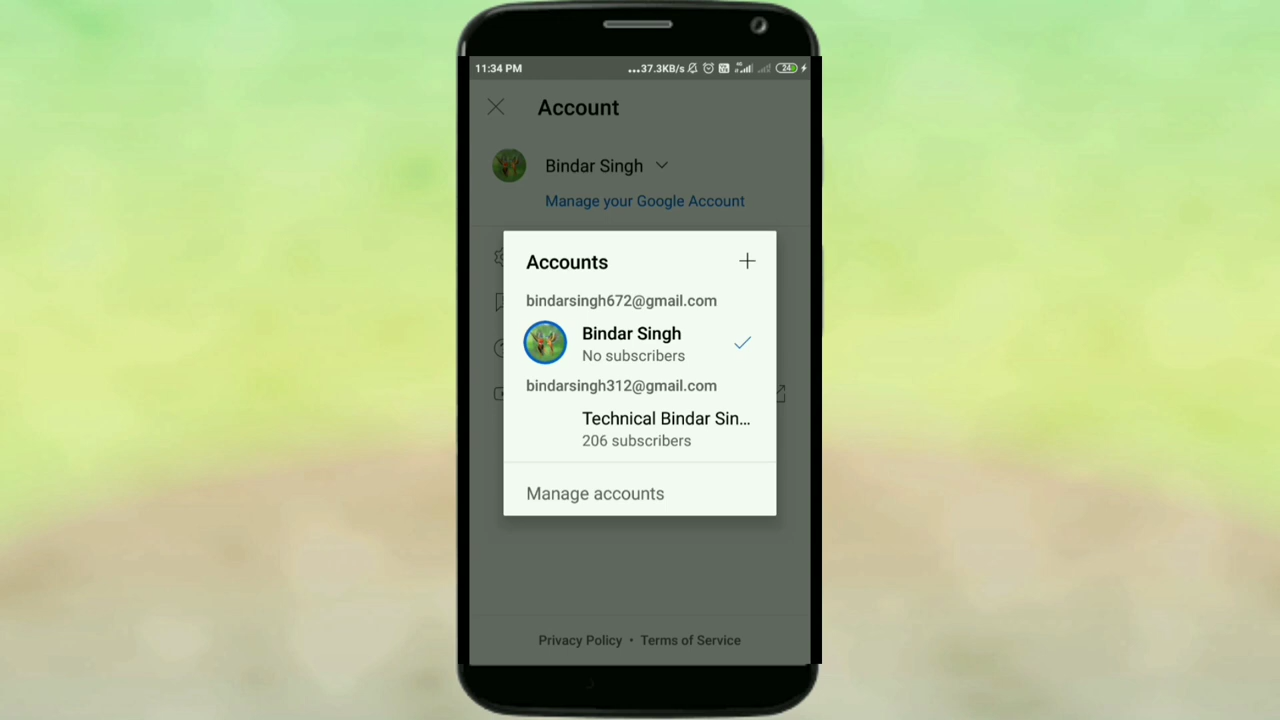 11:34 PM
...37.3KB/s
24
Account
Bindar Singh
Manage your Google Account
Accounts
bindarsingh672@gmail.com
Bindar Singh
No subscribers
bindarsingh312@gmail.com
Technical Bindar Sin...
206 subscribers
Manage accounts
Privacy Policy • Terms of Service